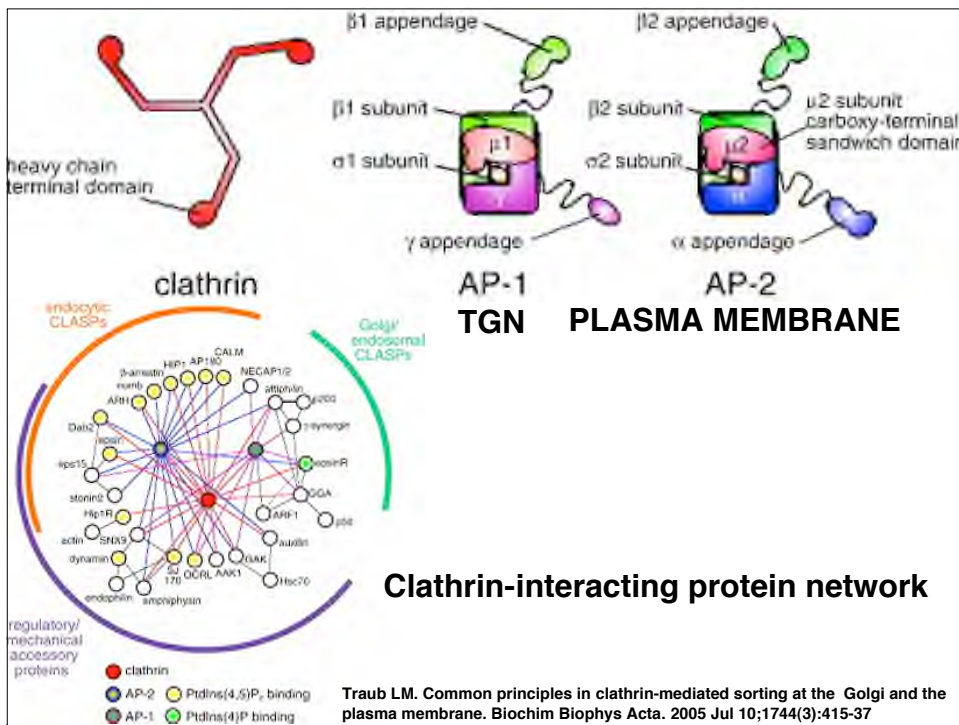 β1 appendage
β2 appendage
β1 subunit
β2 subunit
μ2 subunit
carboxy-terminal
sandwich domain
μ1
μ2
heavy chain
terminal domain
σ1 subunit
σ2 subunit
γ
α
γ appendage
α appendage
clathrin
AP-1
AP-2
TGN
PLASMA MEMBRANE
endocytic
CLASPs
Golgi/
endosomal
CLASPs
CALM
AP180
HIP1
β-arrestin
numb
ARH
Dab2
epsin
eps15
stonin2
Hip1R
actin
SNX9
dynamin
endophilin
amphiphysin
SJ
170
OCRL
AAK1
GAK
Hsc70
auxilin
ARF1
p56
GGA
epsinR
γ-synergin
p200
aftiphilin
NECAP1/2
Clathrin-interacting protein network
regulatory/
mechanical
accessory
proteins
clathrin
AP-2
PtdIns(4,5)P₂ binding
AP-1
PtdIns(4)P binding
Traub LM. Common principles in clathrin-mediated sorting at the Golgi and the
plasma membrane. Biochim Biophys Acta. 2005 Jul 10;1744(3):415-37